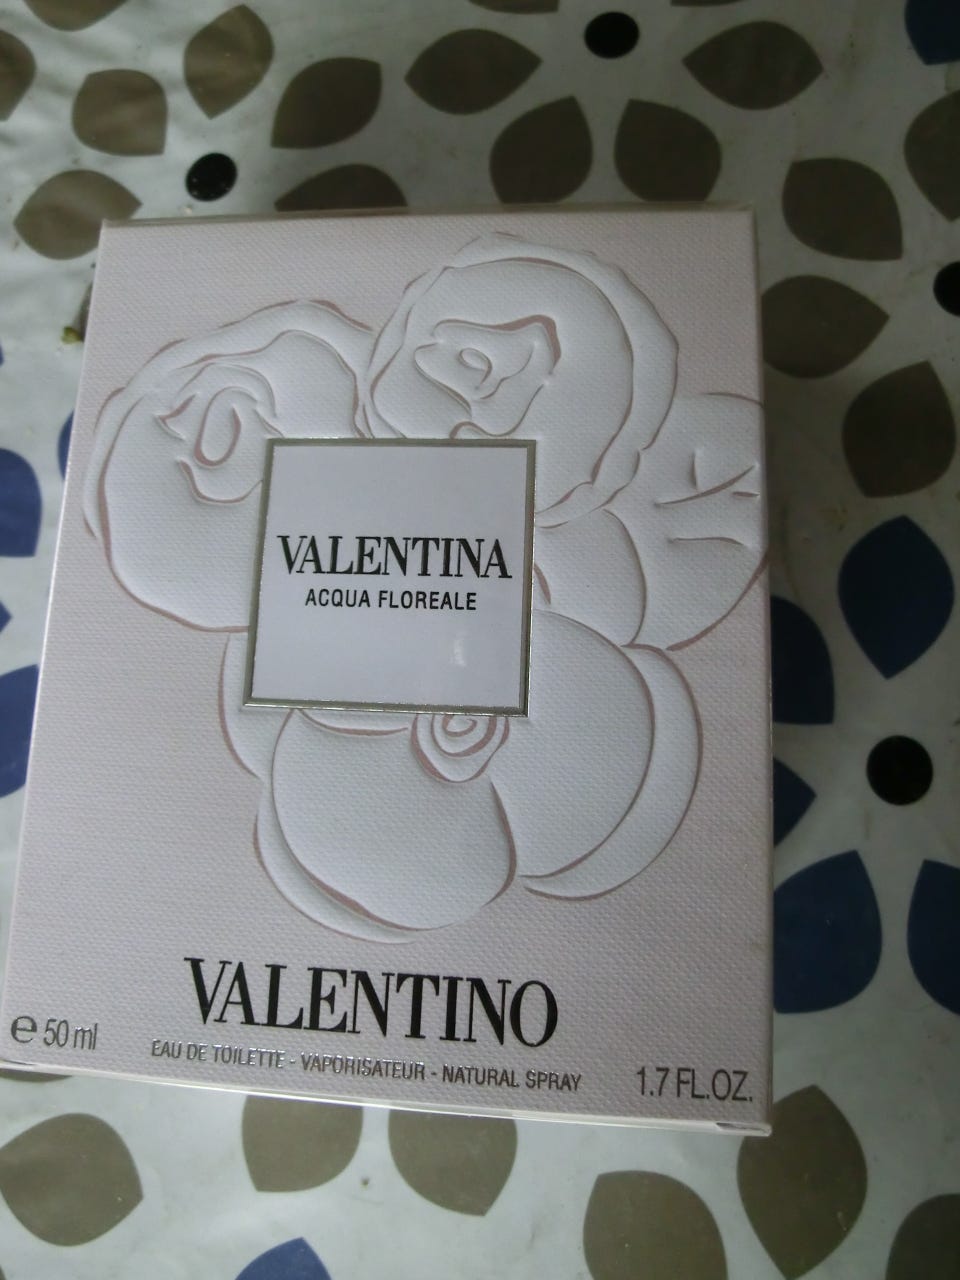 VALENTINA
ACQUA FLOREALE
VALENTINO
e 50 ml
EAU DE TOILETTE - VAPORISATEUR - NATURAL SPRAY
1.7 FL.OZ.